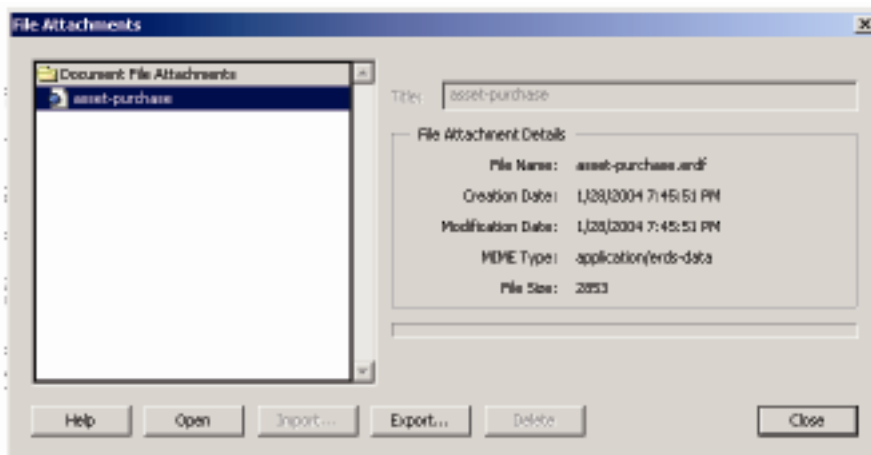 File Attachments
Document File Attachments
asset-purchase
Title: asset-purchase
File Attachment Details
File Name: asset-purchase.erdf
Creation Date: 1/28/2004 7:45:51 PM
Modification Date: 1/28/2004 7:45:51 PM
MIME Type: application/erds-data
File Size: 2853
Help Open Import... Export... Delete Close